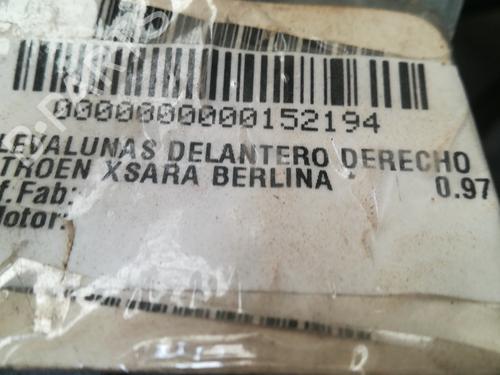 0000000000152194
LEVALUNAS DELANTERO DERECHO
TROEN XSARA BERLINA 0.97
f.Fab:
Motor: